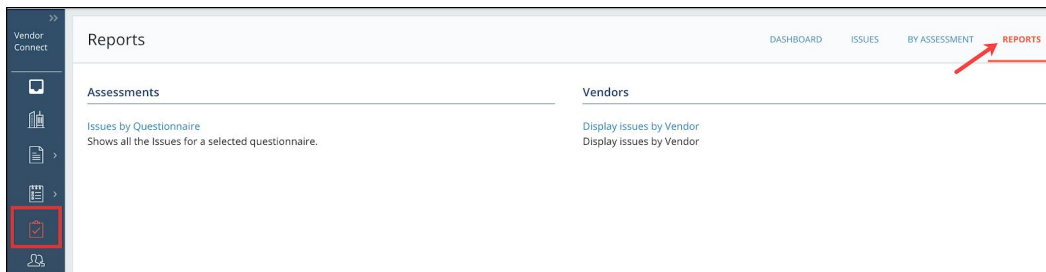 Vendor
Connect
Reports
DASHBOARD ISSUES BY ASSESSMENT REPORTS
Assessments
Issues by Questionnaire
Shows all the Issues for a selected questionnaire.
Vendors
Display issues by Vendor
Display issues by Vendor